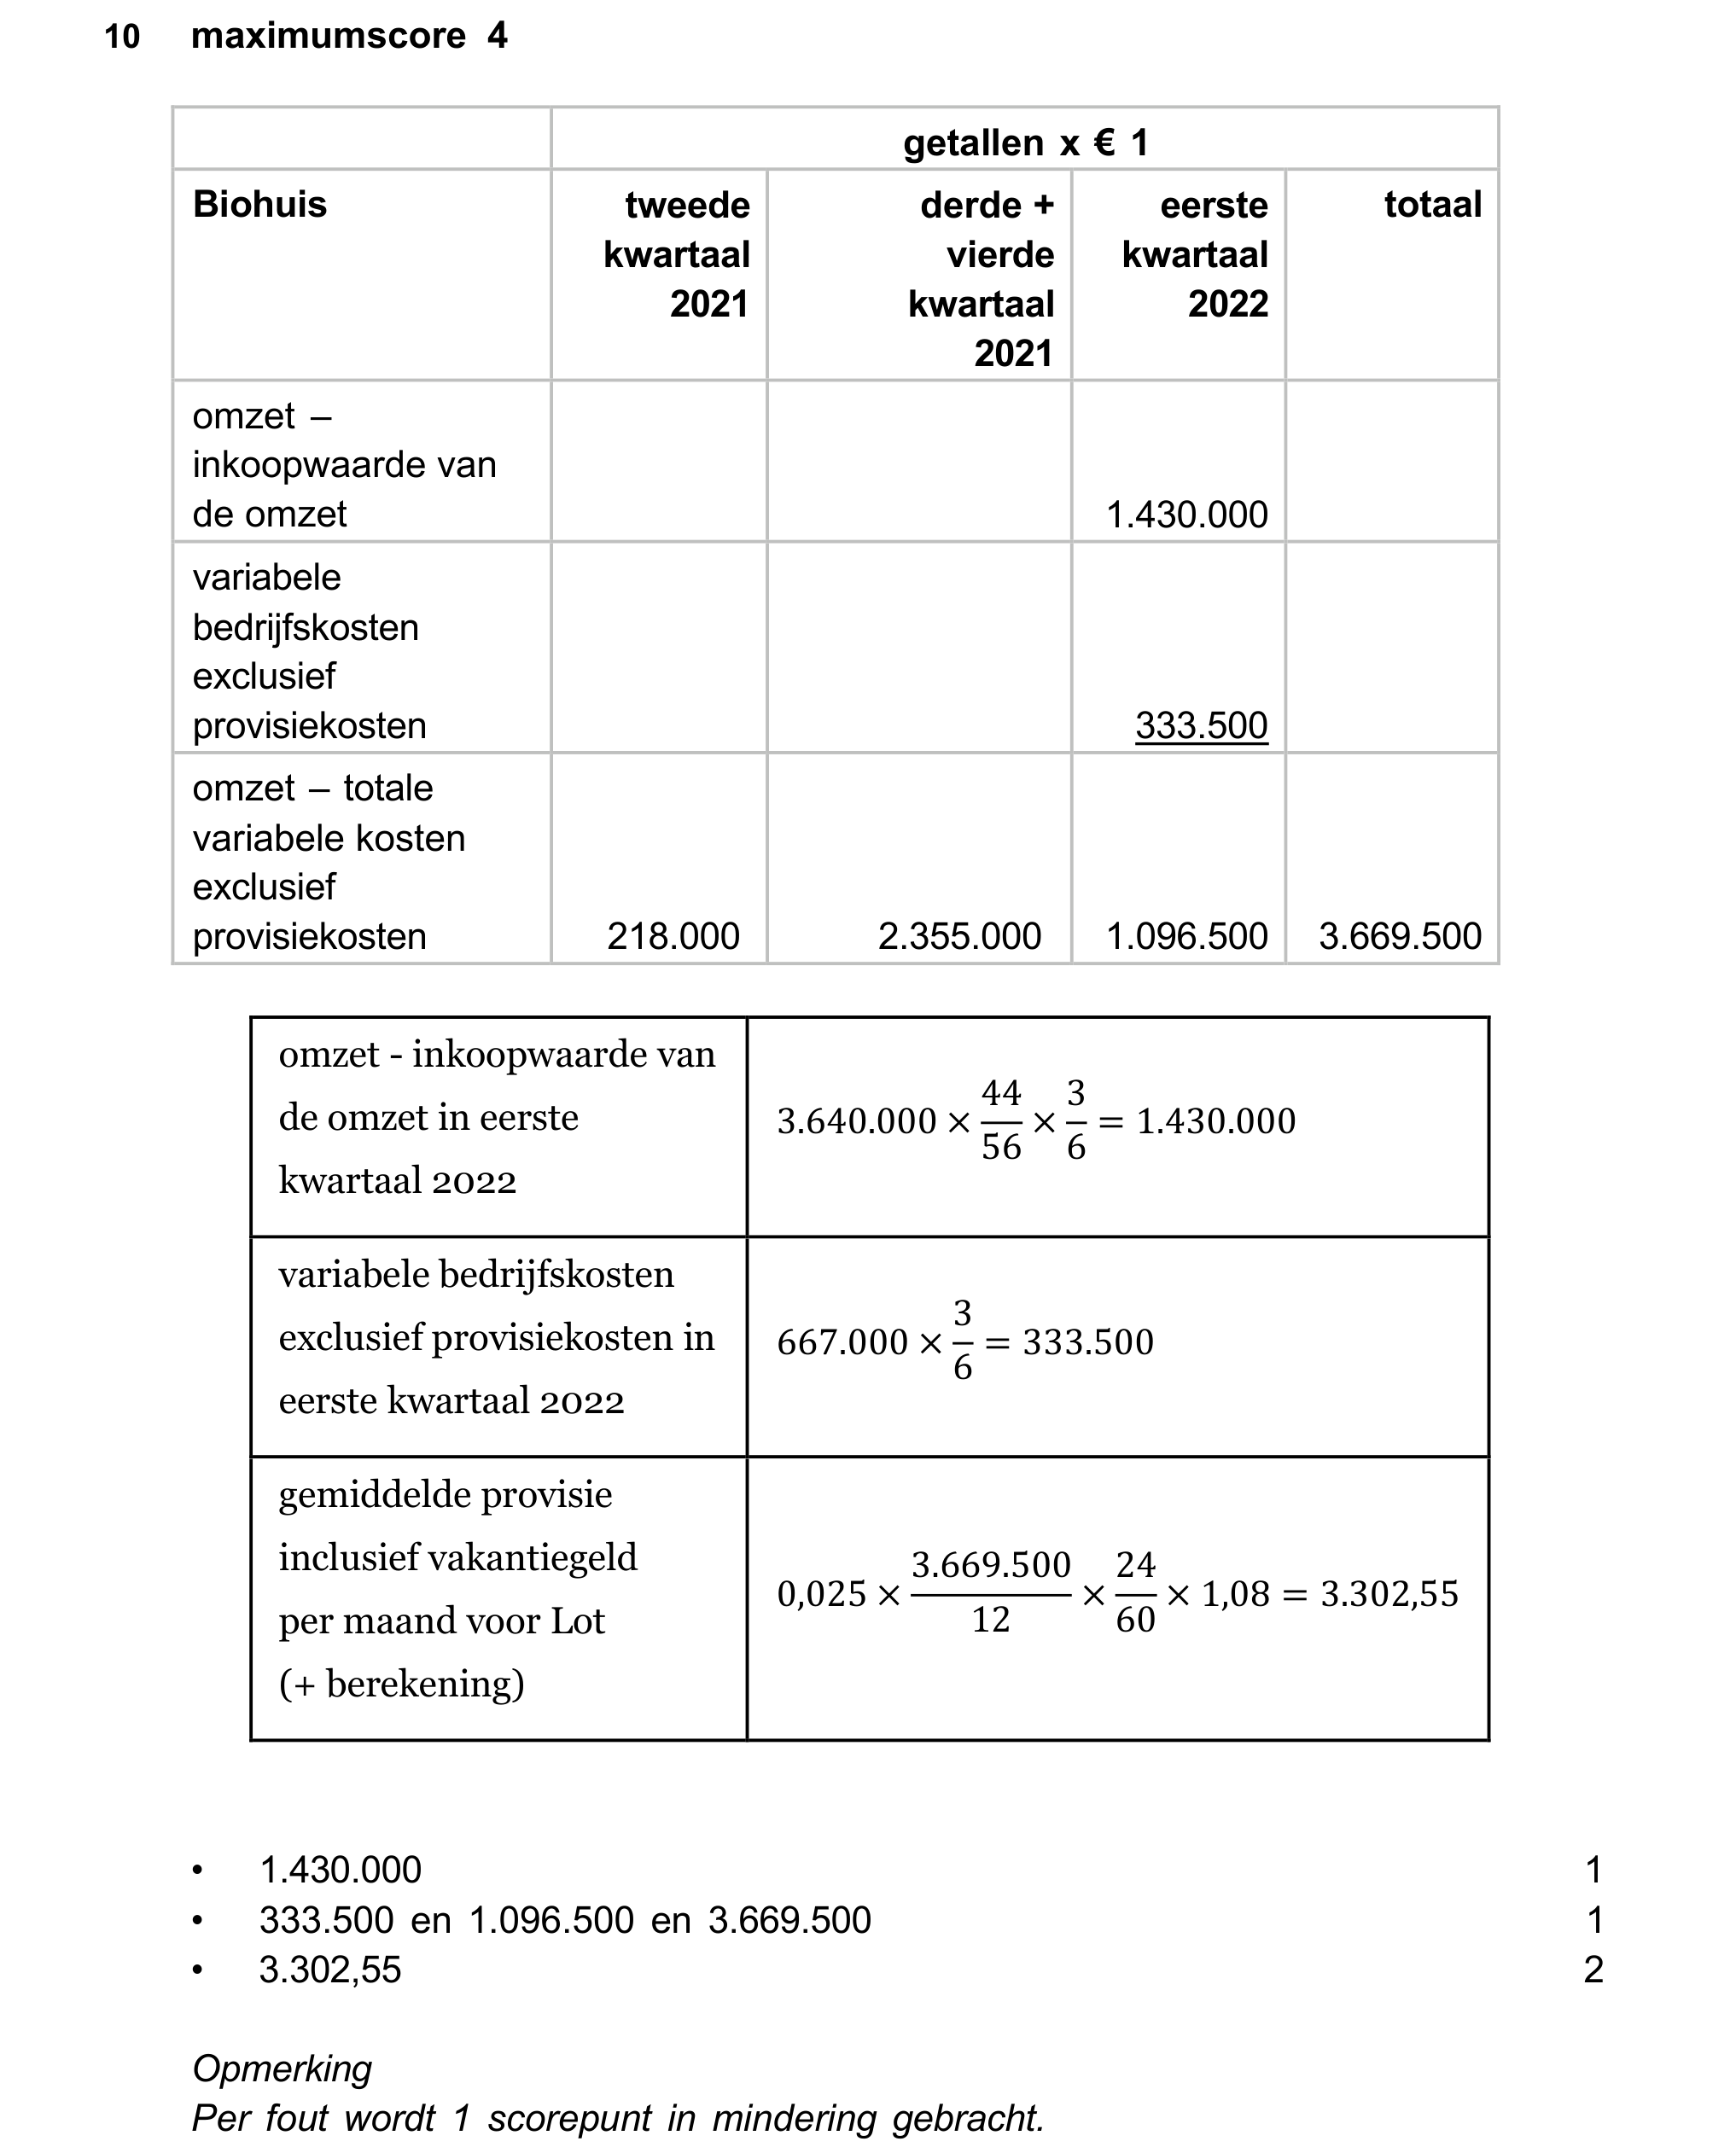 10 maximumscore 4
getallen x € 1
Biohuis tweede kwartaal 2021 derde + vierde kwartaal 2021 eerste kwartaal 2022 totaal
omzet –
inkoopwaarde van
de omzet 1.430.000
variabele
bedrijfskosten
exclusief
provisiekosten 333.500
omzet – totale
variabele kosten
exclusief
provisiekosten 218.000 2.355.000 1.096.500 3.669.500
omzet - inkoopwaarde van
de omzet in eerste
kwartaal 2022
3.640.000 × 44/56 × 3/6 = 1.430.000
variabele bedrijfskosten
exclusief provisiekosten in
eerste kwartaal 2022
667.000 × 3/6 = 333.500
gemiddelde provisie
inclusief vakantiegeld
per maand voor Lot
(+ berekening)
0,025 × 3.669.500/12 × 24/60 × 1,08 = 3.302,55
• 1.430.000 1
• 333.500 en 1.096.500 en 3.669.500 1
• 3.302,55 2
Opmerking
Per fout wordt 1 scorepunt in mindering gebracht.